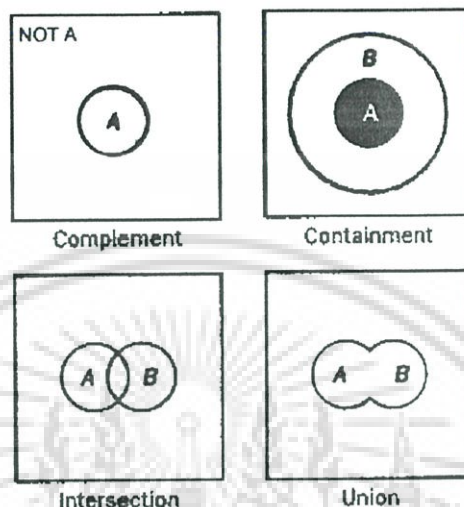 NOT A
A
B
A
Complement
Containment
A B
A B
Intersection
Union